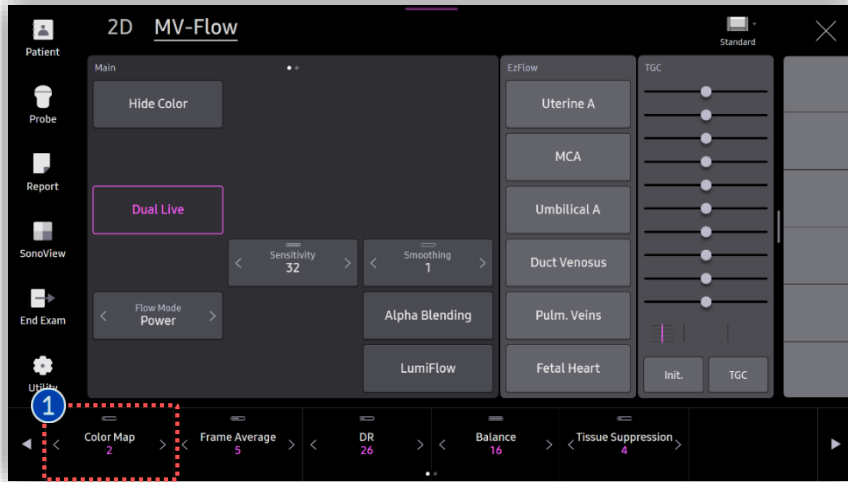 2D MV-Flow
Standard
Patient
Probe
Report
SonoView
End Exam
Utility
Main
Hide Color
Dual Live
Sensitivity
32
Smoothing
1
Flow Mode
Power
Alpha Blending
LumiFlow
EzFlow
Uterine A
MCA
Umbilical A
Duct Venosus
Pulm. Veins
Fetal Heart
TGC
Init.
TGC
1
Color Map
2
Frame Average
5
DR
26
Balance
16
Tissue Suppression
4